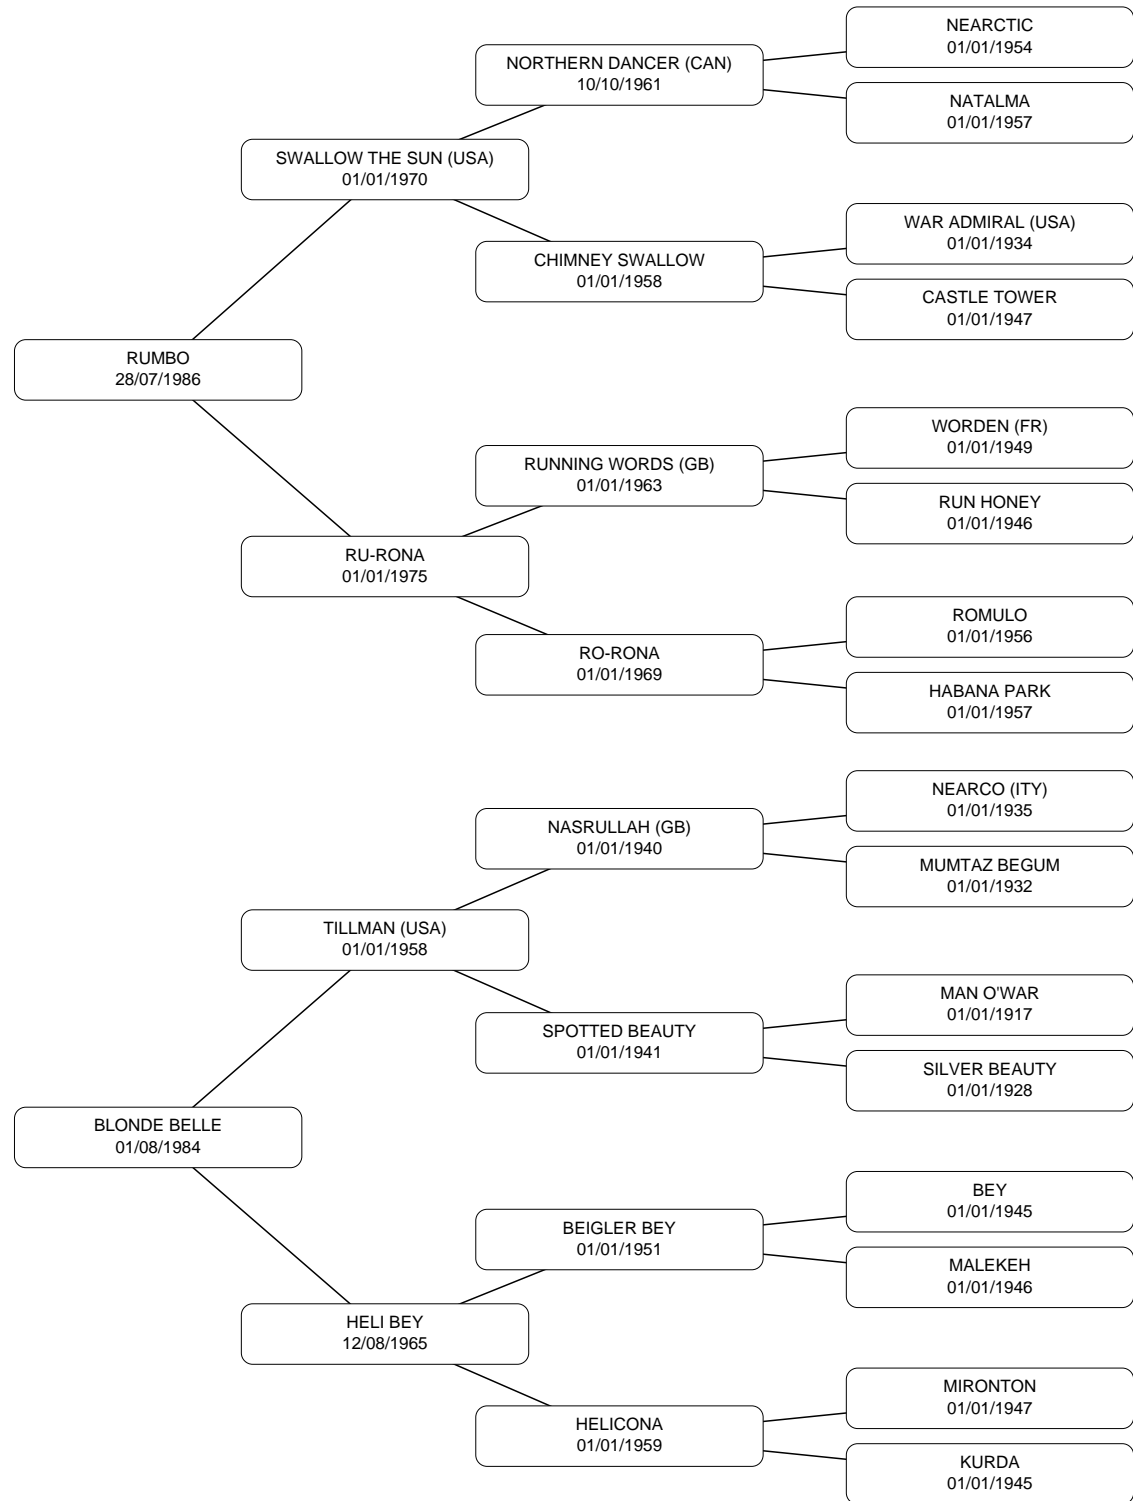 NEARCTIC
01/01/1954
NORTHERN DANCER (CAN)
10/10/1961
NATALMA
01/01/1957
SWALLOW THE SUN (USA)
01/01/1970
WAR ADMIRAL (USA)
01/01/1934
CHIMNEY SWALLOW
01/01/1958
CASTLE TOWER
01/01/1947
RUMBO
28/07/1986
WORDEN (FR)
01/01/1949
RUNNING WORDS (GB)
01/01/1963
RUN HONEY
01/01/1946
RU-RONA
01/01/1975
ROMULO
01/01/1956
RO-RONA
01/01/1969
HABANA PARK
01/01/1957
NEARCO (ITY)
01/01/1935
NASRULLAH (GB)
01/01/1940
MUMTAZ BEGUM
01/01/1932
TILLMAN (USA)
01/01/1958
MAN O'WAR
01/01/1917
SPOTTED BEAUTY
01/01/1941
SILVER BEAUTY
01/01/1928
BLONDE BELLE
01/08/1984
BEY
01/01/1945
BEIGLER BEY
01/01/1951
MALEKEH
01/01/1946
HELI BEY
12/08/1965
MIRONTON
01/01/1947
HELICONA
01/01/1959
KURDA
01/01/1945